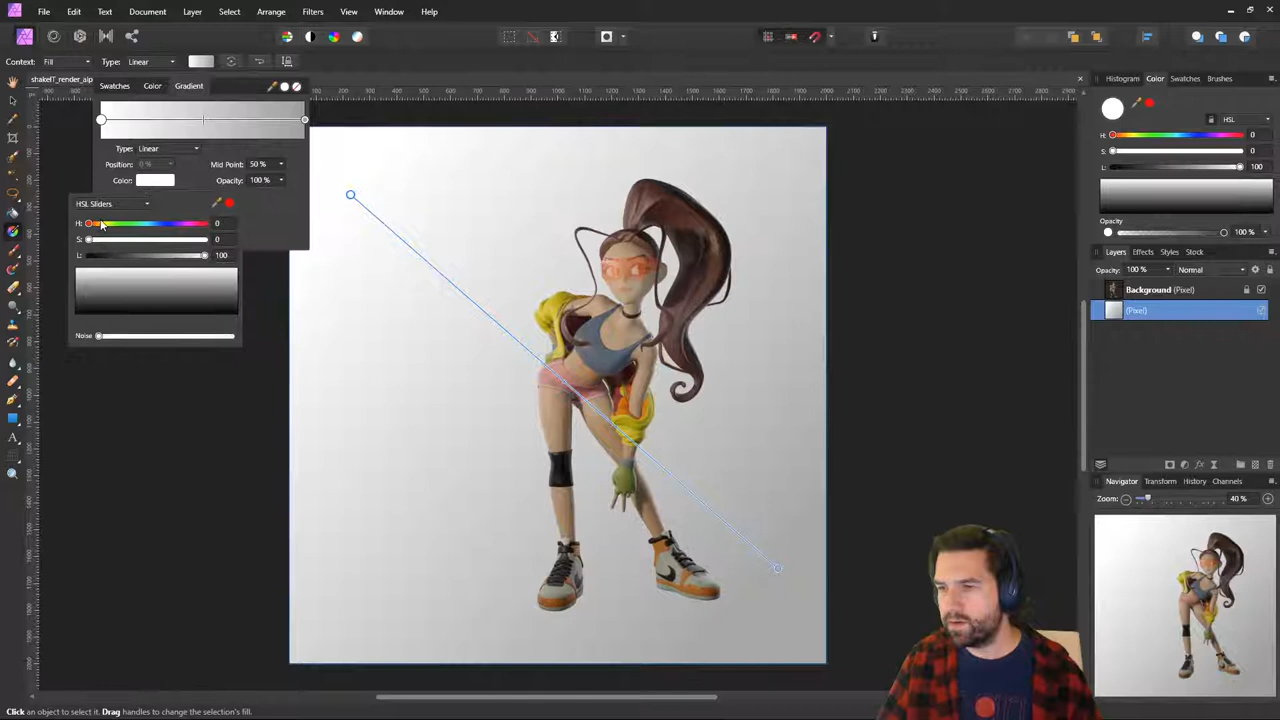 File Edit Text Document Layer Select Arrange Filters View Window Help
Context: Fill Type: Linear
shakeIT_render_alp
Swatches Color Gradient
Type: Linear
Position: 0 % Mid Point: 50 %
Color: Opacity: 100 %
HSL Sliders
H: 0
S: 0
L: 100
Noise
Histogram Color Swatches Brushes
HSL
H: 0
S: 0
L: 100
Opacity
100 %
Layers Effects Styles Stock
Opacity: 100 % Normal
Background (Pixel)
(Pixel)
Navigator Transform History Channels
Zoom: 40 %
Click an object to select it. Drag handles to change the selection's fill.